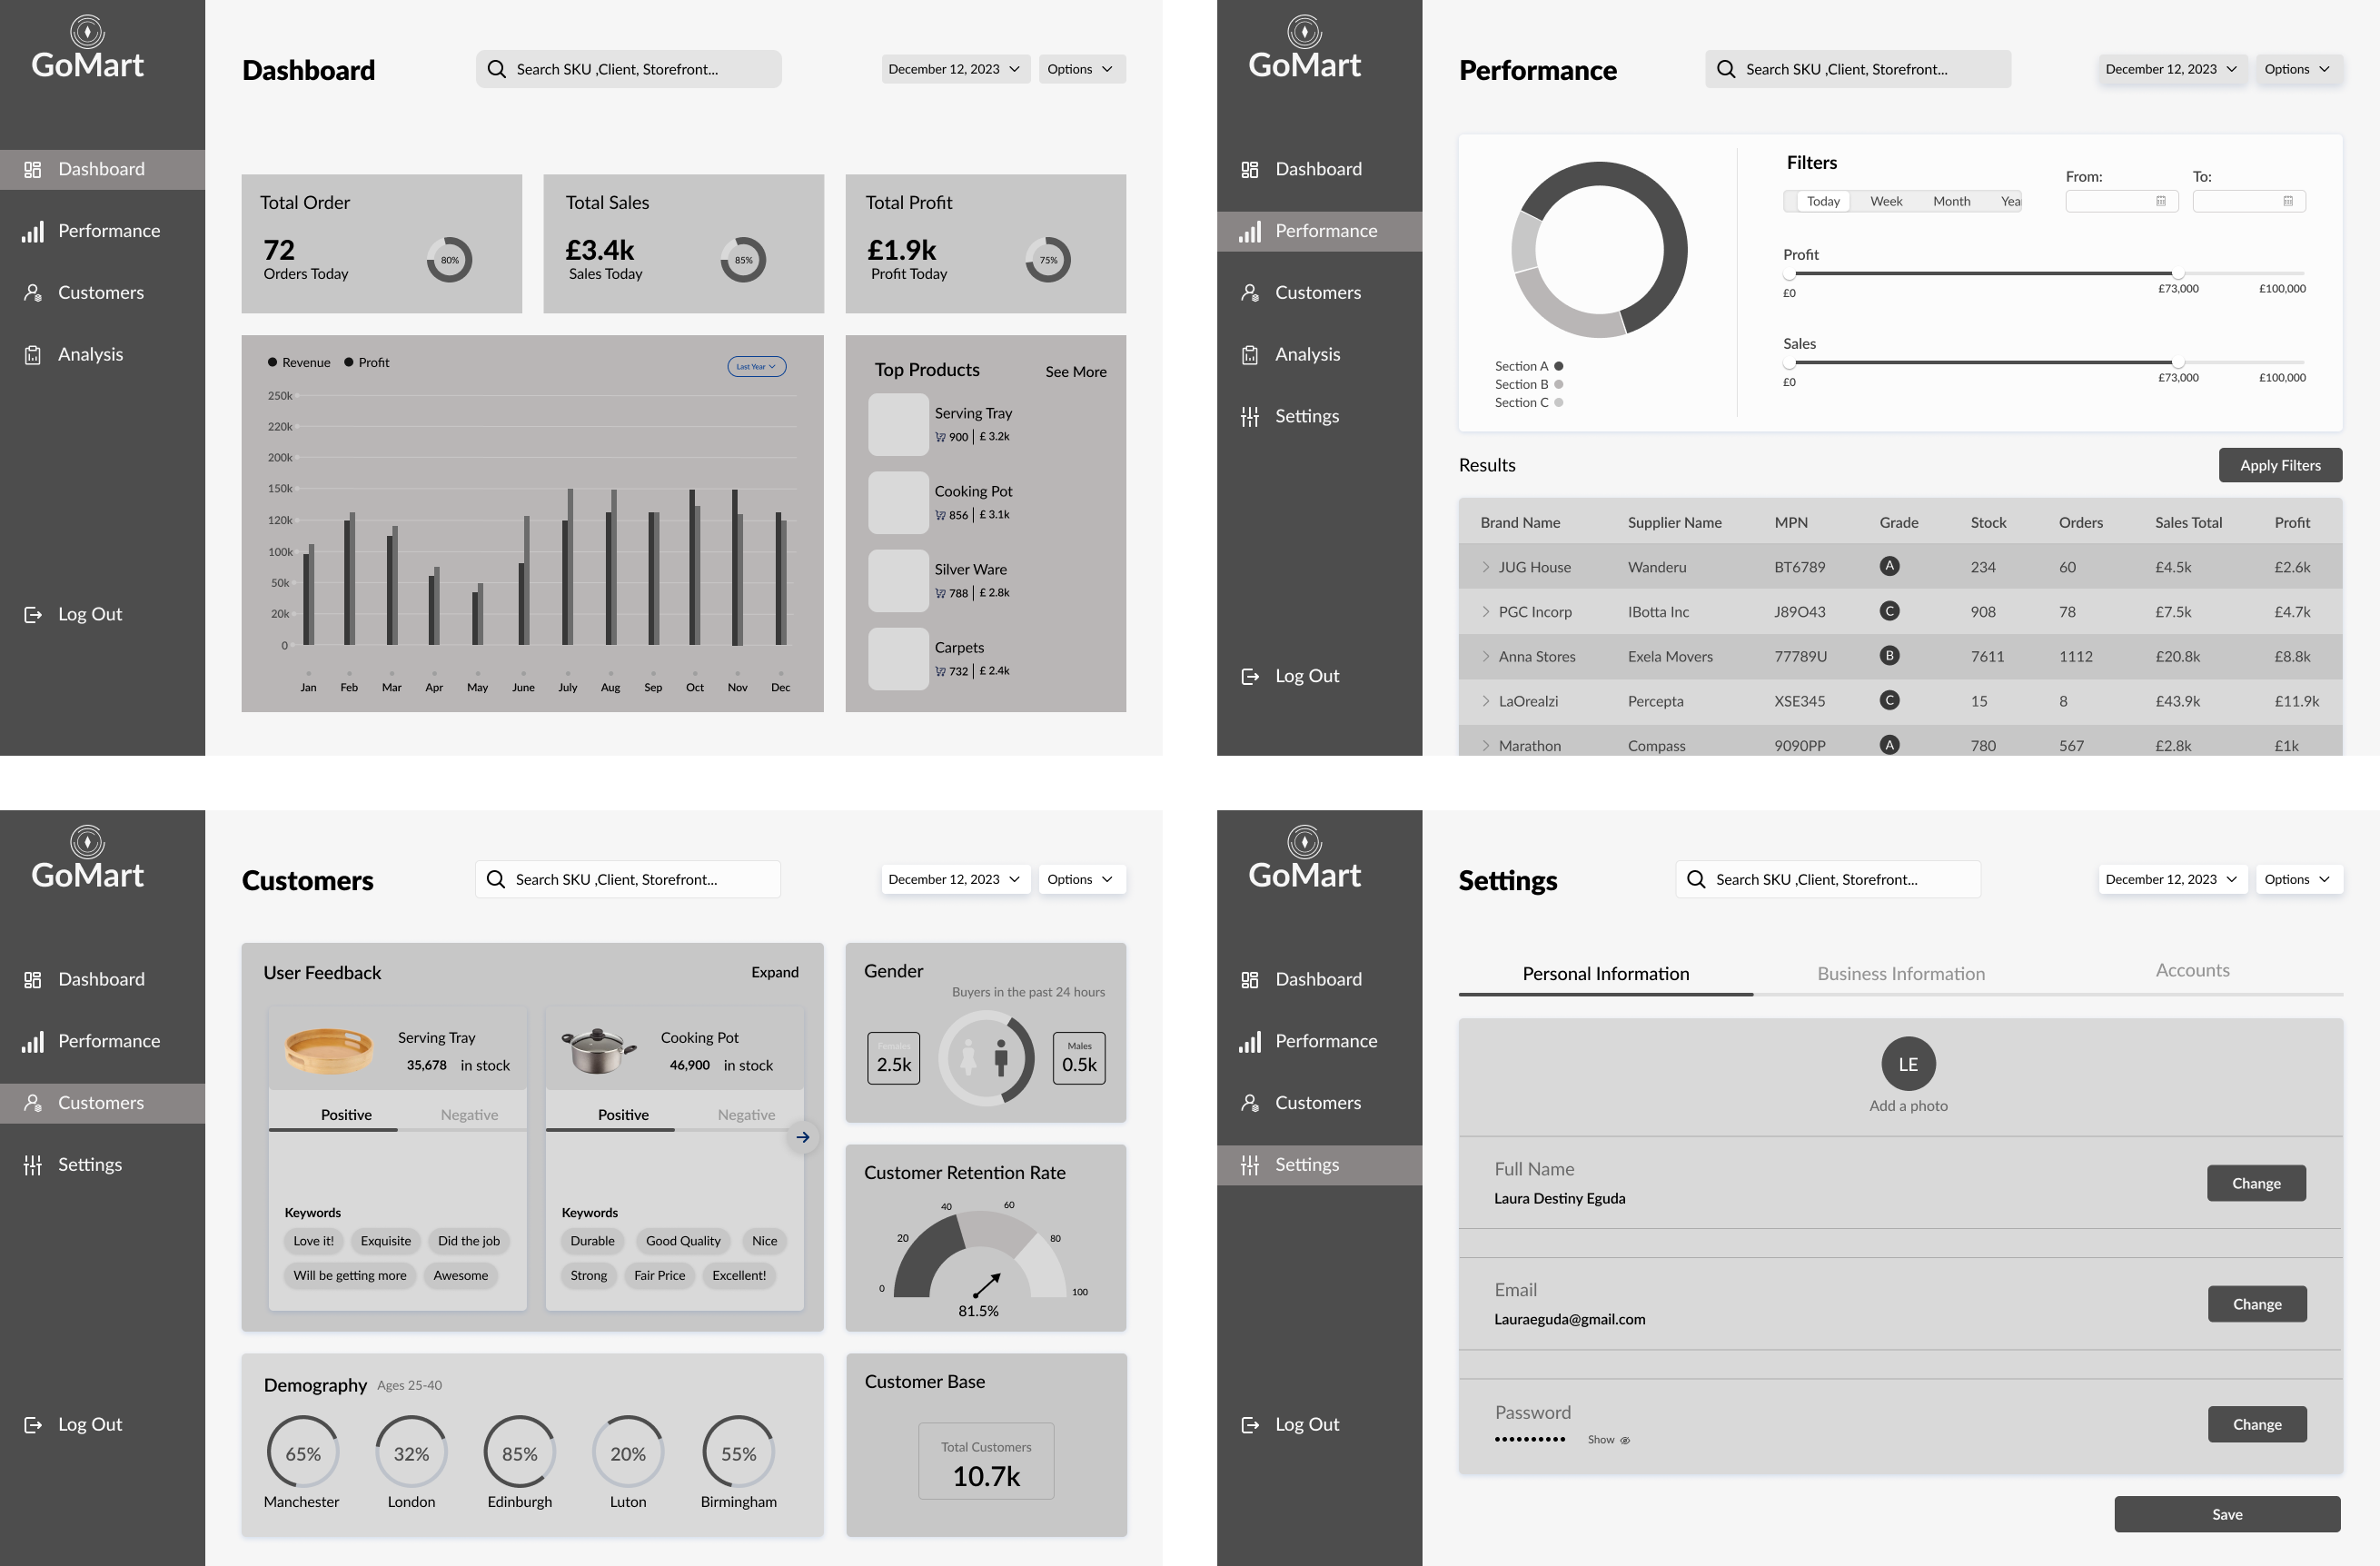 GoMart
Dashboard
Performance
Customers
Analysis
Log Out
Dashboard
Search SKU ,Client, Storefront...
December 12, 2023
Options
Total Order
72
Orders Today
80%
Total Sales
£3.4k
Sales Today
85%
Total Profit
£1.9k
Profit Today
75%
Revenue Profit
Last Year
250k
220k
200k
150k
120k
100k
50k
20k
0
Jan Feb Mar Apr May June July Aug Sep Oct Nov Dec
Top Products See More
Serving Tray
900 | £ 3.2k
Cooking Pot
856 | £ 3.1k
Silver Ware
788 | £ 2.8k
Carpets
732 | £ 2.4k
GoMart
Dashboard
Performance
Customers
Analysis
Settings
Log Out
Performance
Search SKU ,Client, Storefront...
December 12, 2023
Options
Section A
Section B
Section C
Filters
Today Week Month Yea
From:
To:
Profit
£0 £73,000 £100,000
Sales
£0 £73,000 £100,000
Results
Apply Filters
Brand Name Supplier Name MPN Grade Stock Orders Sales Total Profit
JUG House Wanderu BT6789 A 234 60 £4.5k £2.6k
PGC Incorp IBotta Inc J89O43 C 908 78 £7.5k £4.7k
Anna Stores Exela Movers 77789U B 7611 1112 £20.8k £8.8k
LaOrealzi Percepta XSE345 C 15 8 £43.9k £11.9k
Marathon Compass 9090PP A 780 567 £2.8k £1k
GoMart
Dashboard
Performance
Customers
Settings
Log Out
Customers
Search SKU ,Client, Storefront...
December 12, 2023
Options
User Feedback Expand
Serving Tray
35,678 in stock
Positive Negative
Keywords
Love it! Exquisite Did the job
Will be getting more Awesome
Cooking Pot
46,900 in stock
Positive Negative
Keywords
Durable Good Quality Nice
Strong Fair Price Excellent!
Gender
Buyers in the past 24 hours
Females
2.5k
Males
0.5k
Customer Retention Rate
0
20
40
60
80
100
81.5%
Demography Ages 25-40
65% 32% 85% 20% 55%
Manchester London Edinburgh Luton Birmingham
Customer Base
Total Customers
10.7k
GoMart
Dashboard
Performance
Customers
Settings
Log Out
Settings
Search SKU ,Client, Storefront...
December 12, 2023
Options
Personal Information Business Information Accounts
LE
Add a photo
Full Name
Laura Destiny Eguda
Change
Email
Lauraeguda@gmail.com
Change
Password
•••••••••• Show
Change
Save